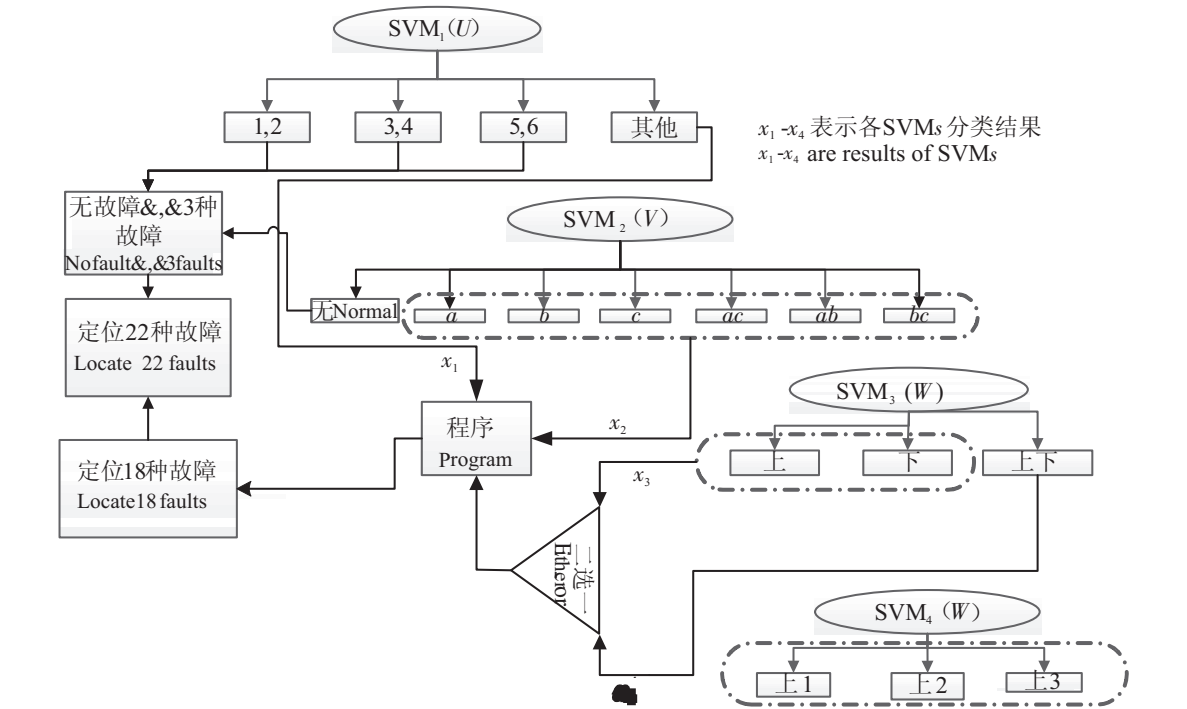 SVM₁(U)
1,2
3,4
5,6
其他
x₁-x₄ 表示各SVMs 分类结果
x₁-x₄ are results of SVMs
无故障&,&3种
故障
Nofault&,&3faults
SVM₂(V)
无Normal
a
b
c
ac
ab
bc
定位22种故障
Locate 22 faults
x₁
SVM₃(W)
程序
Program
x₂
上
下
上下
定位18种故障
Locate18 faults
x₃
二选一
Etheror
SVM₄(W)
上1
上2
上3